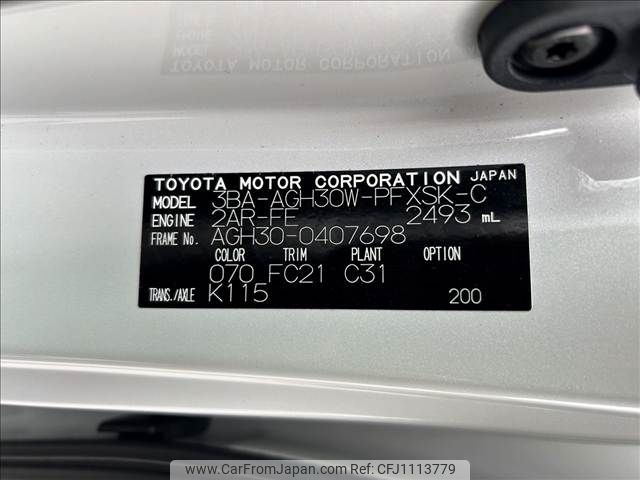 TOYOTA MOTOR CORPORATION JAPAN
MODEL 3BA-AGH30W-PFXSK-C
ENGINE 2AR-FE 2493 mL
FRAME No. AGH30-0407698
COLOR TRIM PLANT OPTION
070 FC21 C31
TRANS./AXLE K115 200
www.CarFromJapan.com|REF No:CFJ1113779